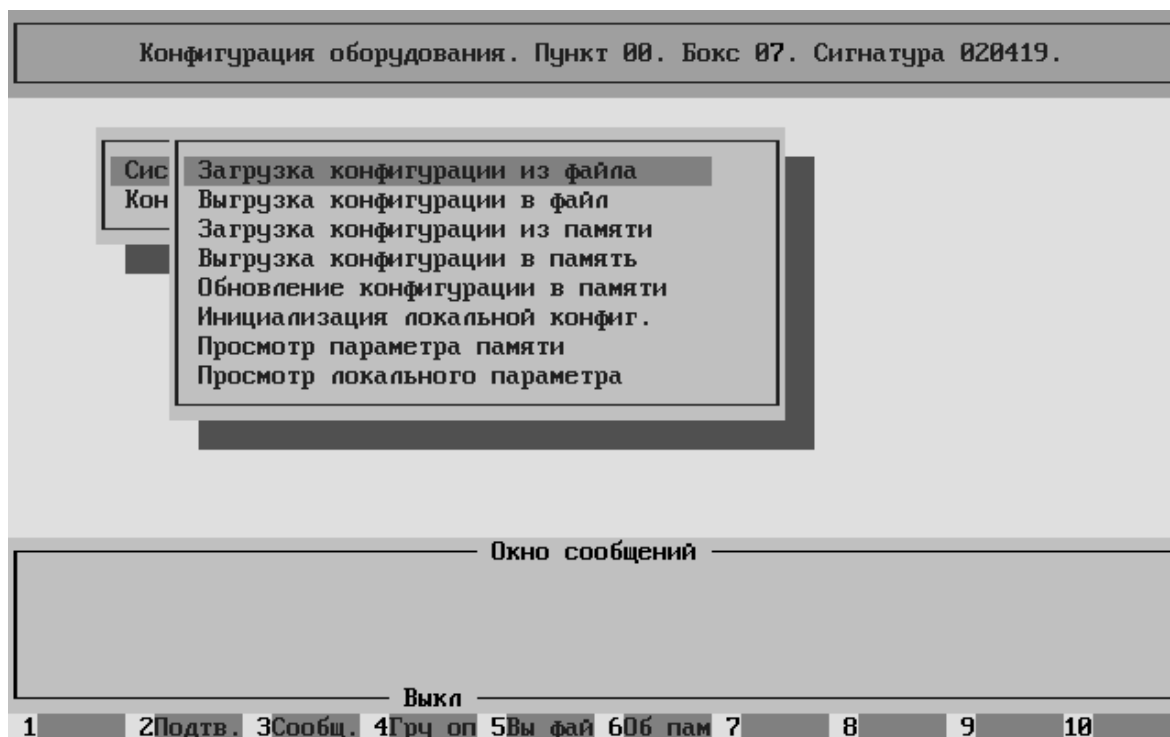 Конфигурация оборудования. Пункт 00. Бокс 07. Сигнатура 020419.
Сис
Кон
Загрузка конфигурации из файла
Выгрузка конфигурации в файл
Загрузка конфигурации из памяти
Выгрузка конфигурации в память
Обновление конфигурации в памяти
Инициализация локальной конфиг.
Просмотр параметра памяти
Просмотр локального параметра
Окно сообщений
Выкл
1 2Подтв. 3Сообщ. 4Гру оп 5Вы фай 6Об пам 7 8 9 10